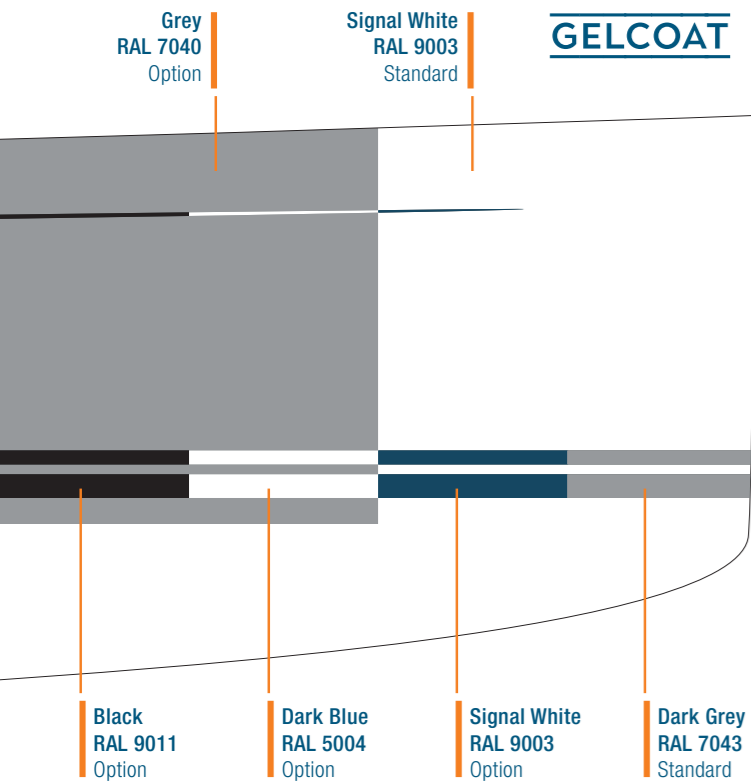 Grey
RAL 7040
Option
Signal White
RAL 9003
Standard
GELCOAT
Black
RAL 9011
Option
Dark Blue
RAL 5004
Option
Signal White
RAL 9003
Option
Dark Grey
RAL 7043
Standard